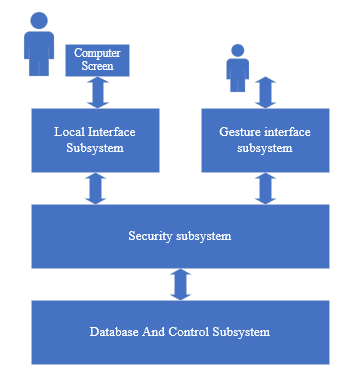 Computer
Screen
Local Interface
Subsystem
Gesture interface
subsystem
Security subsystem
Database And Control Subsystem